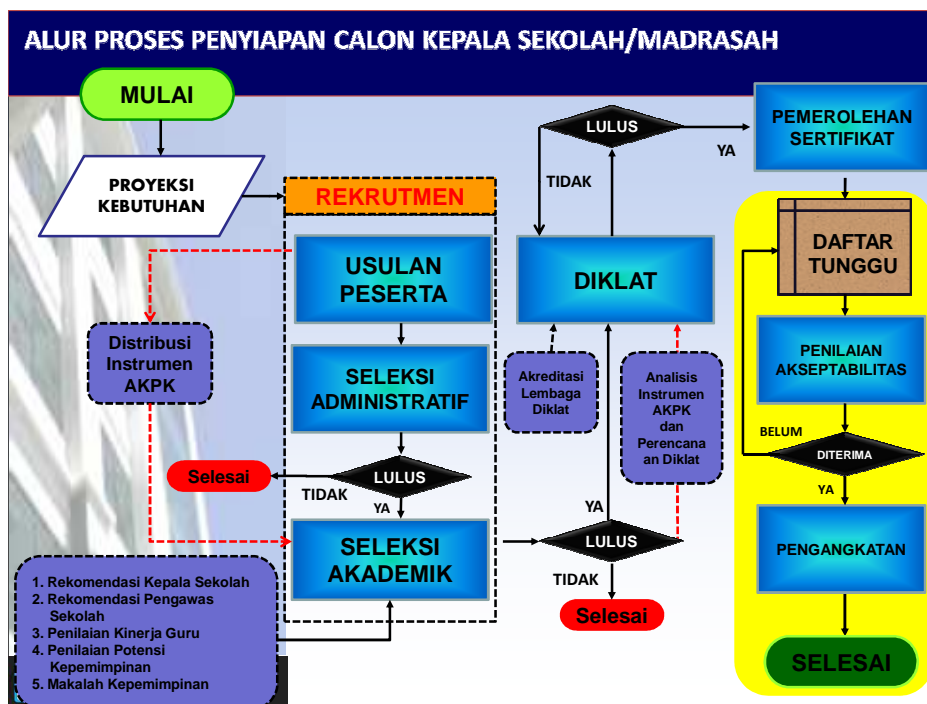 ALUR PROSES PENYIAPAN CALON KEPALA SEKOLAH/MADRASAH
MULAI
PROYEKSI
KEBUTUHAN
REKRUTMEN
USULAN
PESERTA
Distribusi
Instrumen
AKPK
SELEKSI
ADMINISTRATIF
LULUS
TIDAK
Selesai
YA
SELEKSI
AKADEMIK
1. Rekomendasi Kepala Sekolah
2. Rekomendasi Pengawas
Sekolah
3. Penilaian Kinerja Guru
4. Penilaian Potensi
Kepemimpinan
5. Makalah Kepemimpinan
LULUS
TIDAK
Selesai
YA
Akreditasi
Lembaga
Diklat
Analisis
Instrumen
AKPK
dan
Perencana
an Diklat
DIKLAT
LULUS
TIDAK
YA
PEMEROLEHAN
SERTIFIKAT
DAFTAR
TUNGGU
PENILAIAN
AKSEPTABILITAS
BELUM
DITERIMA
YA
PENGANGKATAN
SELESAI